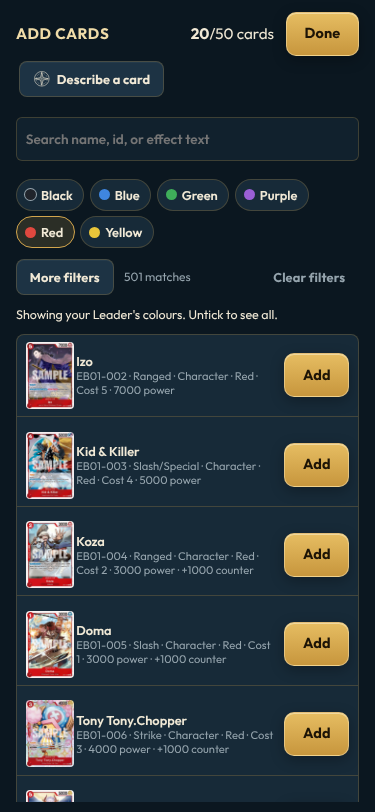 ADD CARDS
20/50 cards
Done
Describe a card
Search name, id, or effect text
Black
Blue
Green
Purple
Red
Yellow
More filters
501 matches
Clear filters
Showing your Leader's colours. Untick to see all.
SAMPLE
Izo
EB01-002 · Ranged · Character · Red ·
Cost 5 · 7000 power
Add
SAMPLE
Kid & Killer
EB01-003 · Slash/Special · Character ·
Red · Cost 4 · 5000 power
Add
SAMPLE
Koza
EB01-004 · Ranged · Character · Red ·
Cost 2 · 3000 power · +1000 counter
Add
SAMPLE
Doma
EB01-005 · Slash · Character · Red · Cost
1 · 3000 power · +1000 counter
Add
SAMPLE
Tony Tony.Chopper
EB01-006 · Strike · Character · Red · Cost
3 · 4000 power · +1000 counter
Add